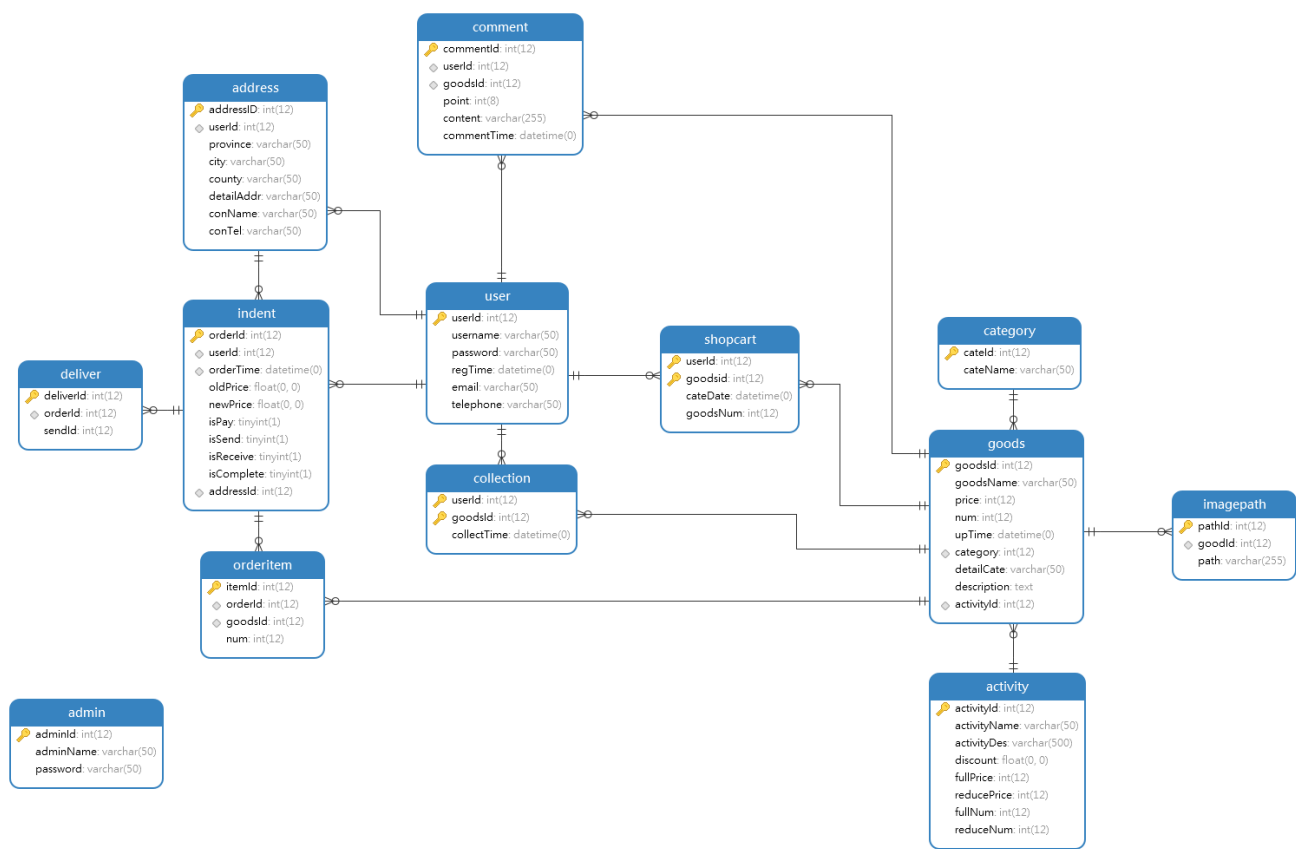 comment
commentId: int(12)
userId: int(12)
goodsId: int(12)
point: int(8)
content: varchar(255)
commentTime: datetime(0)
address
addressID: int(12)
userId: int(12)
province: varchar(50)
city: varchar(50)
county: varchar(50)
detailAddr: varchar(50)
conName: varchar(50)
conTel: varchar(50)
user
userId: int(12)
username: varchar(50)
password: varchar(50)
regTime: datetime(0)
email: varchar(50)
telephone: varchar(50)
indent
orderId: int(12)
userId: int(12)
orderTime: datetime(0)
oldPrice: float(0, 0)
newPrice: float(0, 0)
isPay: tinyint(1)
isSend: tinyint(1)
isReceive: tinyint(1)
isComplete: tinyint(1)
addressId: int(12)
shopcart
userId: int(12)
goodsid: int(12)
cateDate: datetime(0)
goodsNum: int(12)
category
cateId: int(12)
cateName: varchar(50)
deliver
deliverId: int(12)
orderId: int(12)
sendId: int(12)
goods
goodsId: int(12)
goodsName: varchar(50)
price: int(12)
num: int(12)
upTime: datetime(0)
category: int(12)
detailCate: varchar(50)
description: text
activityId: int(12)
collection
userId: int(12)
goodsId: int(12)
collectTime: datetime(0)
imagepath
pathId: int(12)
goodId: int(12)
path: varchar(255)
orderitem
itemId: int(12)
orderId: int(12)
goodsId: int(12)
num: int(12)
activity
activityId: int(12)
activityName: varchar(50)
activityDes: varchar(500)
discount: float(0, 0)
fullPrice: int(12)
reducePrice: int(12)
fullNum: int(12)
reduceNum: int(12)
admin
adminId: int(12)
adminName: varchar(50)
password: varchar(50)